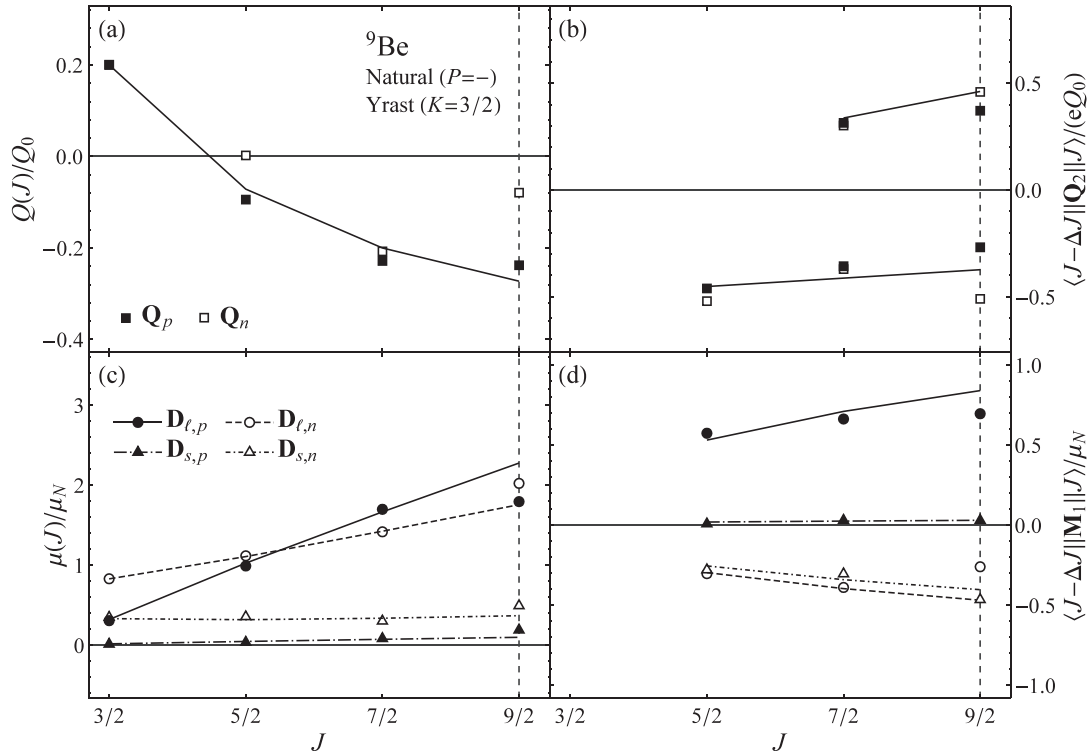 (a)
⁹Be
Natural (P=−)
Yrast (K=3/2)
Q(J)/Q₀
0.2
0.0
−0.2
−0.4
Q_p
Q_n
(b)
0.5
0.0
−0.5
⟨J−ΔJ||Q₂||J⟩/(eQ₀)
(c)
D_ℓ,p
D_ℓ,n
D_s,p
D_s,n
μ(J)/μ_N
3
2
1
0
3/2
5/2
7/2
9/2
J
(d)
1.0
0.5
0.0
−0.5
−1.0
⟨J−ΔJ||M₁||J⟩/μ_N
3/2
5/2
7/2
9/2
J